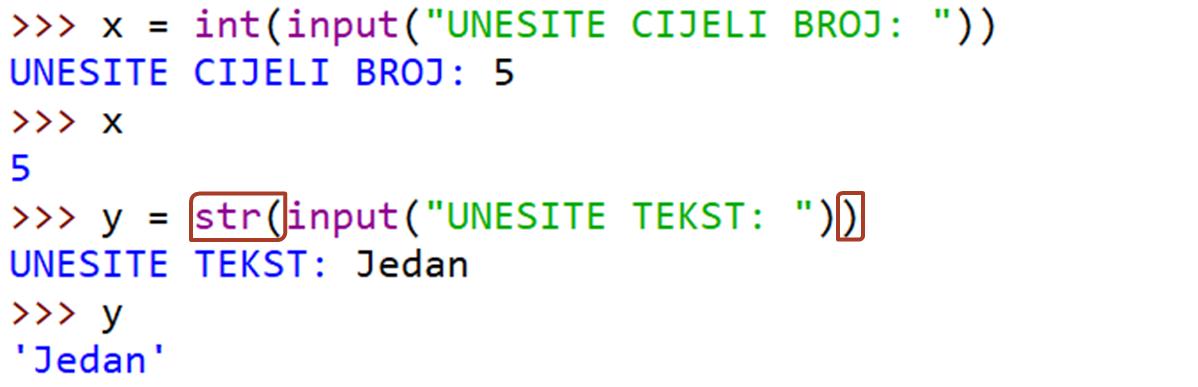 >>> x = int(input("UNESITE CIJELI BROJ: "))
UNESITE CIJELI BROJ: 5
>>> x
5
>>> y = str(input("UNESITE TEKST: "))
UNESITE TEKST: Jedan
>>> y
'Jedan'